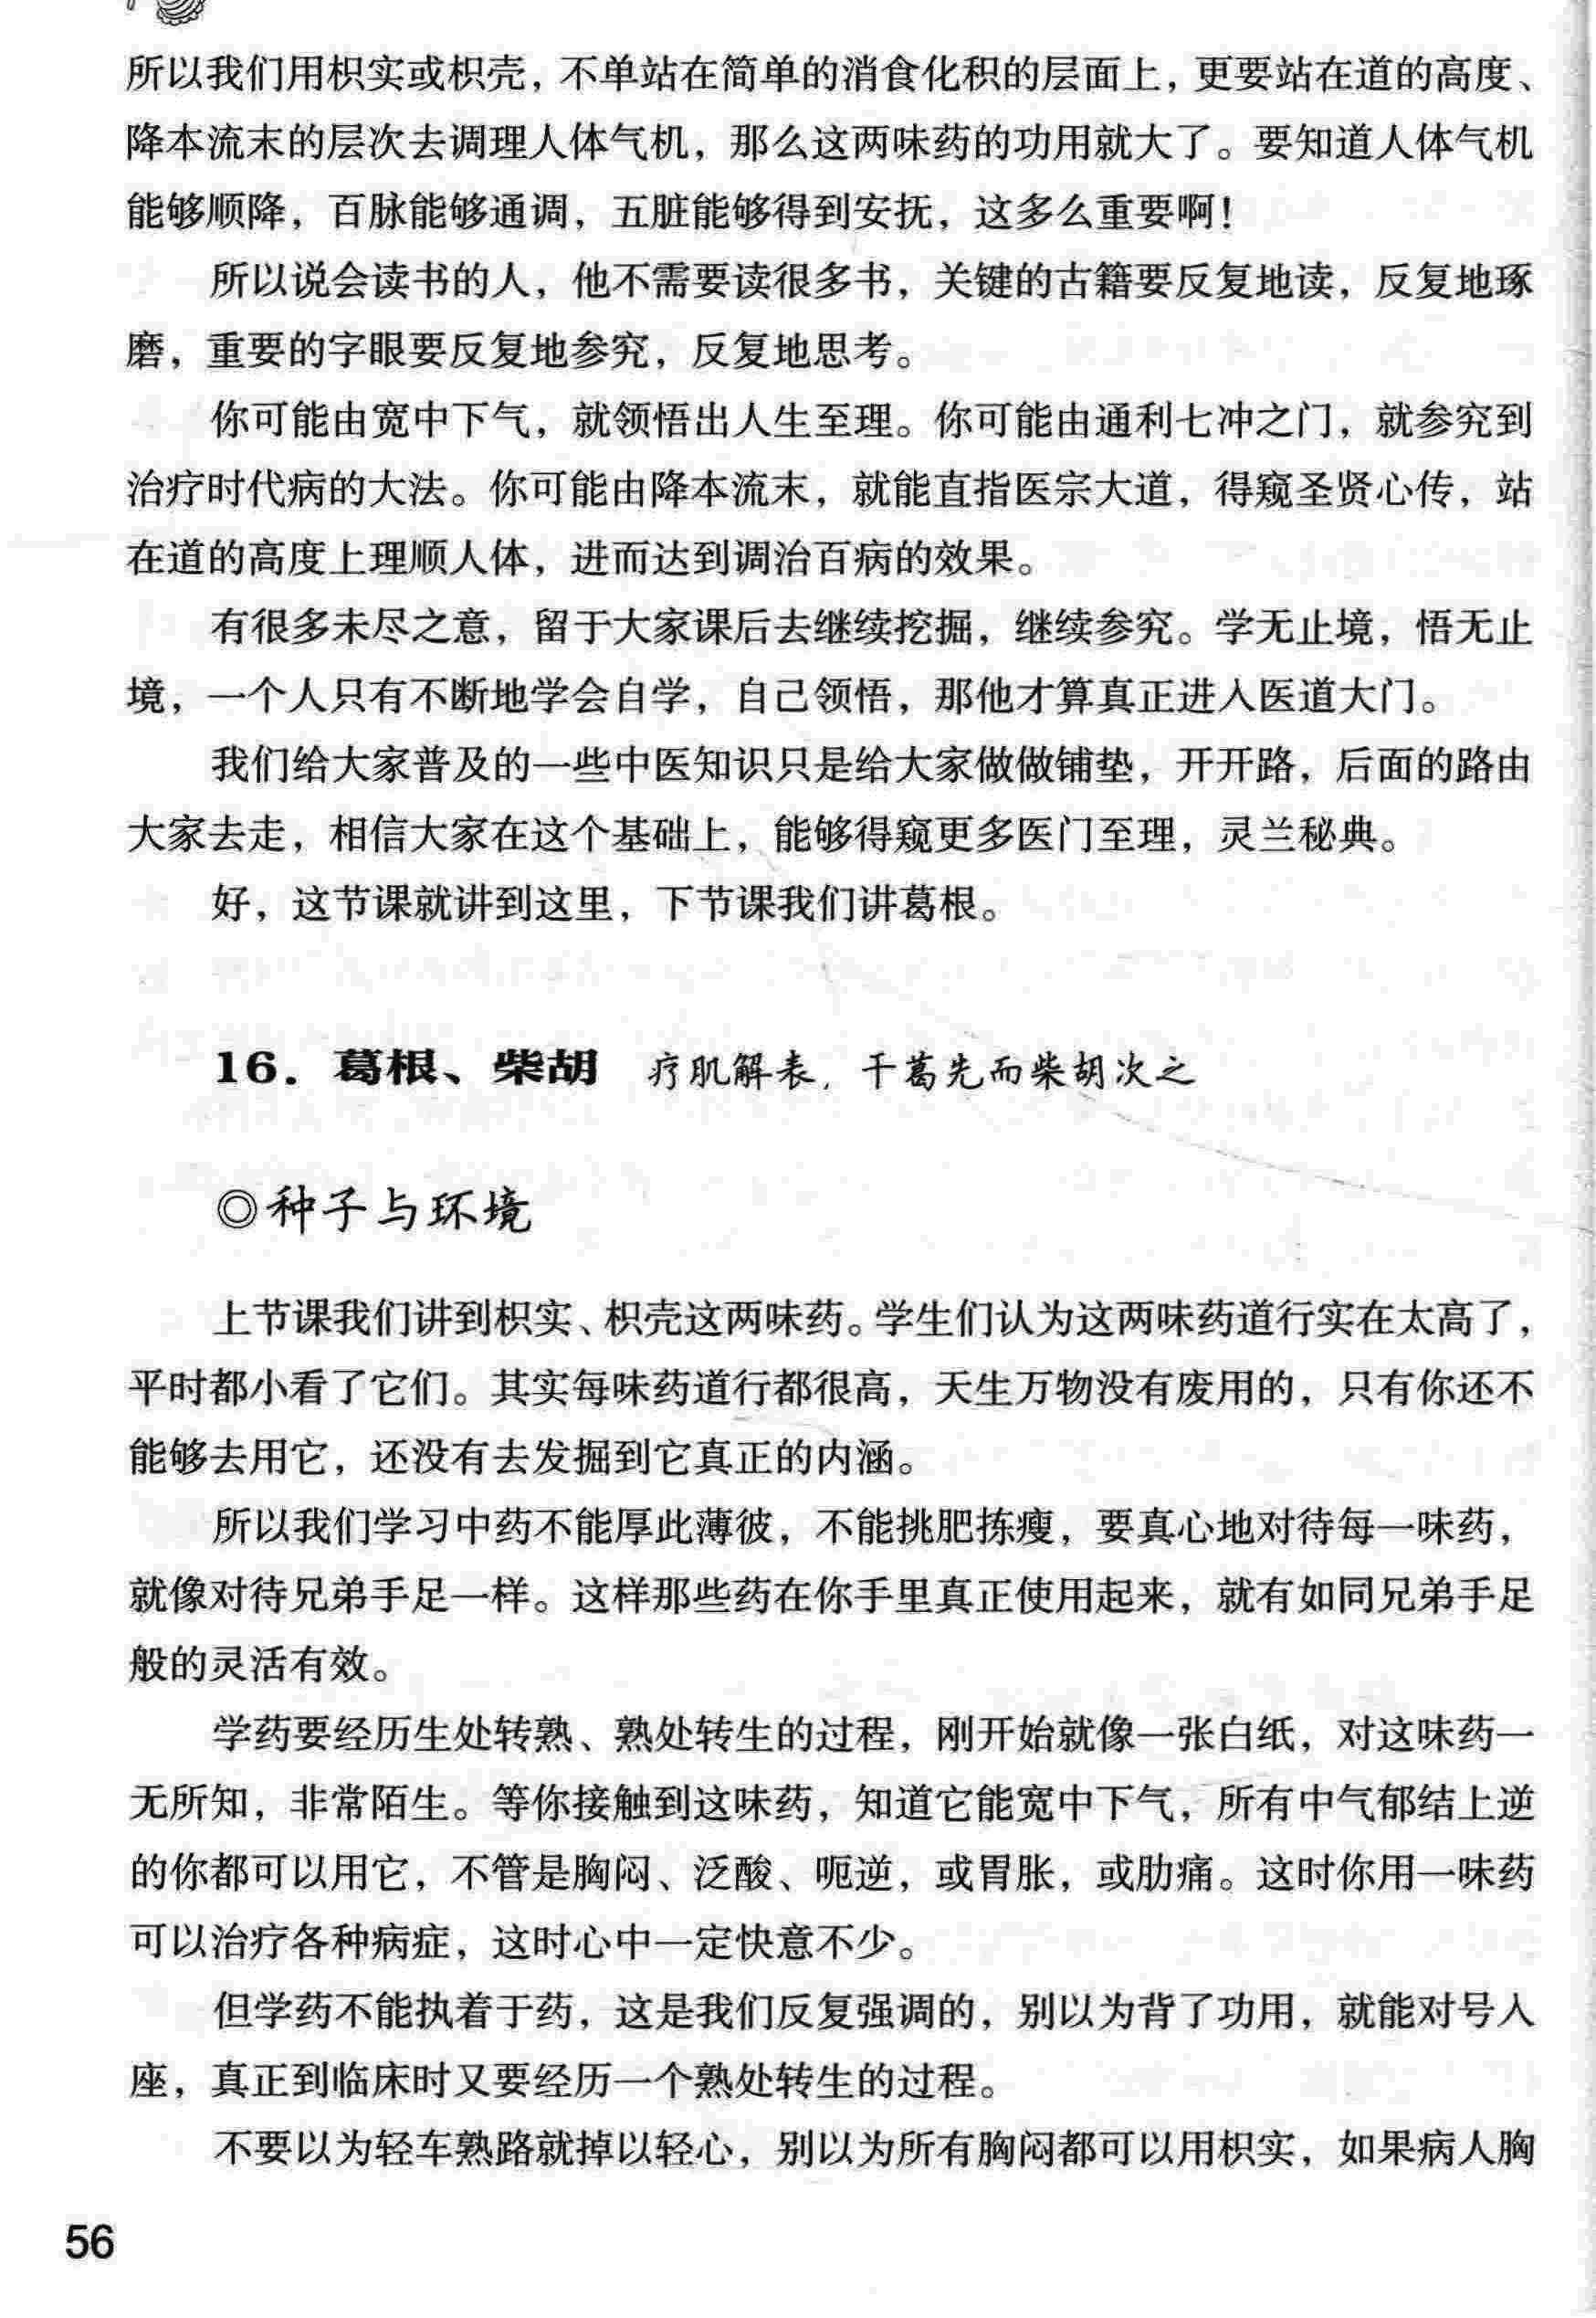 所以我们用枳实或枳壳，不单站在简单的消食化积的层面上，更要站在道的高度、
降本流末的层次去调理人体气机，那么这两味药的功用就大了。要知道人体气机
能够顺降，百脉能够通调，五脏能够得到安抚，这多么重要啊！
所以说会读书的人，他不需要读很多书，关键的古籍要反复地读，反复地琢
磨，重要的字眼要反复地参究，反复地思考。
你可能由宽中下气，就领悟出人生至理。你可能由通利七冲之门，就参究到
治疗时代病的大法。你可能由降本流末，就能直指医宗大道，得窥圣贤心传，站
在道的高度上理顺人体，进而达到调治百病的效果。
有很多未尽之意，留于大家课后去继续挖掘，继续参究。学无止境，悟无止
境，一个人只有不断地学会自学，自己领悟，那他才算真正进入医道大门。
我们给大家普及的一些中医知识只是给大家做做铺垫，开开路，后面的路由
大家去走，相信大家在这个基础上，能够得窥更多医门至理，灵兰秘典。
好，这节课就讲到这里，下节课我们讲葛根。
16．葛根、柴胡 疗肌解表，干葛先而柴胡次之
◎种子与环境
上节课我们讲到枳实、枳壳这两味药。学生们认为这两味药道行实在太高了，
平时都小看了它们。其实每味药道行都很高，天生万物没有废用的，只有你还不
能够去用它，还没有去发掘到它真正的内涵。
所以我们学习中药不能厚此薄彼，不能挑肥拣瘦，要真心地对待每一味药，
就像对待兄弟手足一样。这样那些药在你手里真正使用起来，就有如同兄弟手足
般的灵活有效。
学药要经历生处转熟、熟处转生的过程，刚开始就像一张白纸，对这味药一
无所知，非常陌生。等你接触到这味药，知道它能宽中下气，所有中气郁结上逆
的你都可以用它，不管是胸闷、泛酸、呃逆，或胃胀，或肋痛。这时你用一味药
可以治疗各种病症，这时心中一定快意不少。
但学药不能执着于药，这是我们反复强调的，别以为背了功用，就能对号入
座，真正到临床时又要经历一个熟处转生的过程。
不要以为轻车熟路就掉以轻心，别以为所有胸闷都可以用枳实，如果病人胸
56